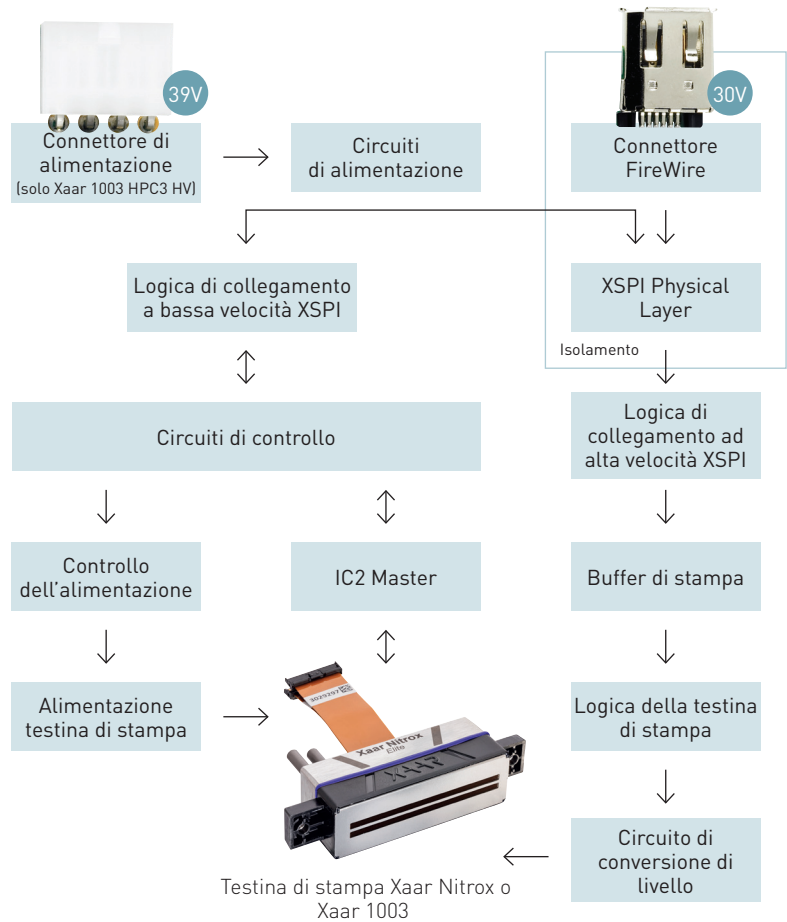 39V
30V
Connettore di
alimentazione
(solo Xaar 1003 HPC3 HV)
Circuiti
di alimentazione
Connettore
FireWire
Logica di collegamento
a bassa velocità XSPI
XSPI Physical
Layer
Isolamento
Circuiti di controllo
Logica di
collegamento ad
alta velocità XSPI
Controllo
dell'alimentazione
IC2 Master
Buffer di stampa
Alimentazione
testina di stampa
3029297
Xaar Nitrox
Elite
XAAR
Logica della testina
di stampa
Circuito di
conversione di
livello
Testina di stampa Xaar Nitrox o
Xaar 1003